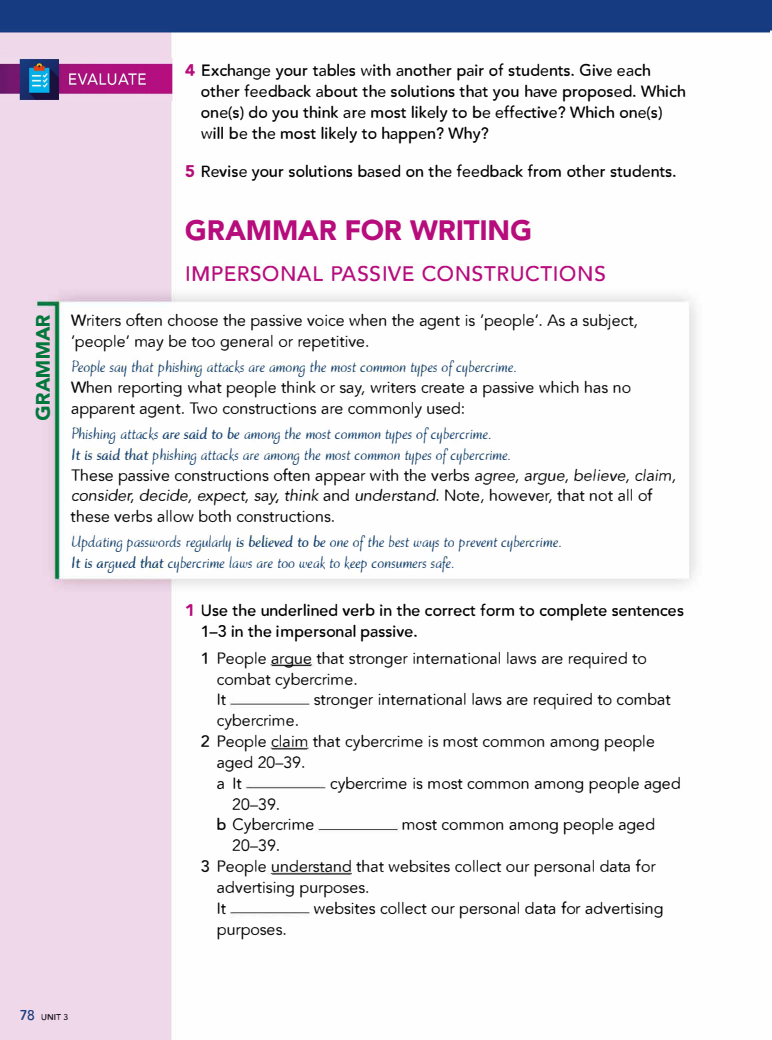 EVALUATE
4 Exchange your tables with another pair of students. Give each
other feedback about the solutions that you have proposed. Which
one(s) do you think are most likely to be effective? Which one(s)
will be the most likely to happen? Why?
5 Revise your solutions based on the feedback from other students.
GRAMMAR FOR WRITING
IMPERSONAL PASSIVE CONSTRUCTIONS
GRAMMAR
Writers often choose the passive voice when the agent is ‘people’. As a subject,
‘people’ may be too general or repetitive.
People say that phishing attacks are among the most common types of cybercrime.
When reporting what people think or say, writers create a passive which has no
apparent agent. Two constructions are commonly used:
Phishing attacks are said to be among the most common types of cybercrime.
It is said that phishing attacks are among the most common types of cybercrime.
These passive constructions often appear with the verbs agree, argue, believe, claim,
consider, decide, expect, say, think and understand. Note, however, that not all of
these verbs allow both constructions.
Updating passwords regularly is believed to be one of the best ways to prevent cybercrime.
It is argued that cybercrime laws are too weak to keep consumers safe.
1 Use the underlined verb in the correct form to complete sentences
1–3 in the impersonal passive.
1 People argue that stronger international laws are required to
combat cybercrime.
It __________ stronger international laws are required to combat
cybercrime.
2 People claim that cybercrime is most common among people
aged 20–39.
a It __________ cybercrime is most common among people aged
20–39.
b Cybercrime __________ most common among people aged
20–39.
3 People understand that websites collect our personal data for
advertising purposes.
It __________ websites collect our personal data for advertising
purposes.
78 UNIT 3